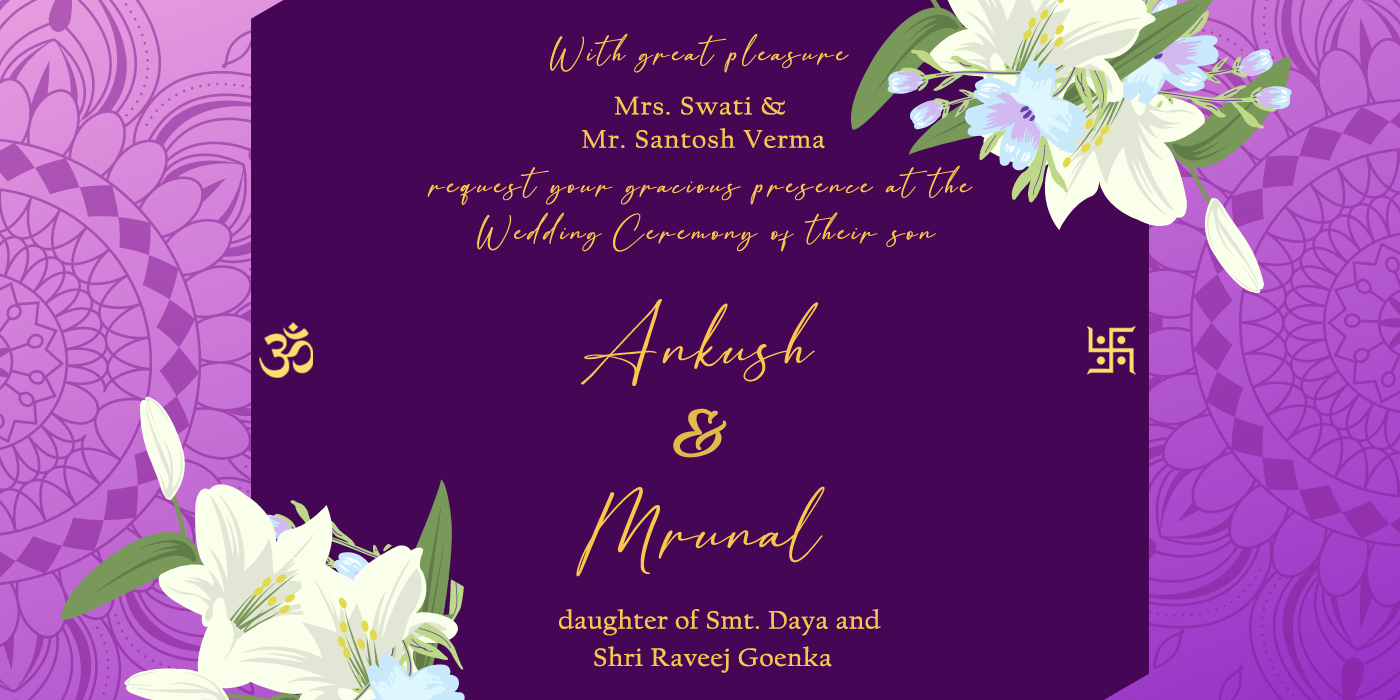 With great pleasure
Mrs. Swati &
Mr. Santosh Verma
request your gracious presence at the
Wedding Ceremony of their son
Ankush
ॐ
&
Mrunal
daughter of Smt. Daya and
Shri Raveej Goenka